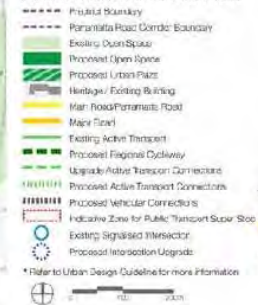 Precinct Boundary
Parramatta Road Corridor Boundary
Existing Open Space
Proposed Open Space
Proposed Urban Plaza
Heritage / Existing Building
Main Road/Parramatta Road
Major Road
Existing Active Transport
Proposed Regional Cycleway
Upgrade Active Transport Connections
Proposed Active Transport Connections
Proposed Vehicular Connections
Indicative Zone for Public Transport Super Stop
Existing Signalised Intersection
Proposed Intersection Upgrade
* Refer to Urban Design Guideline for more information
0 100 200m